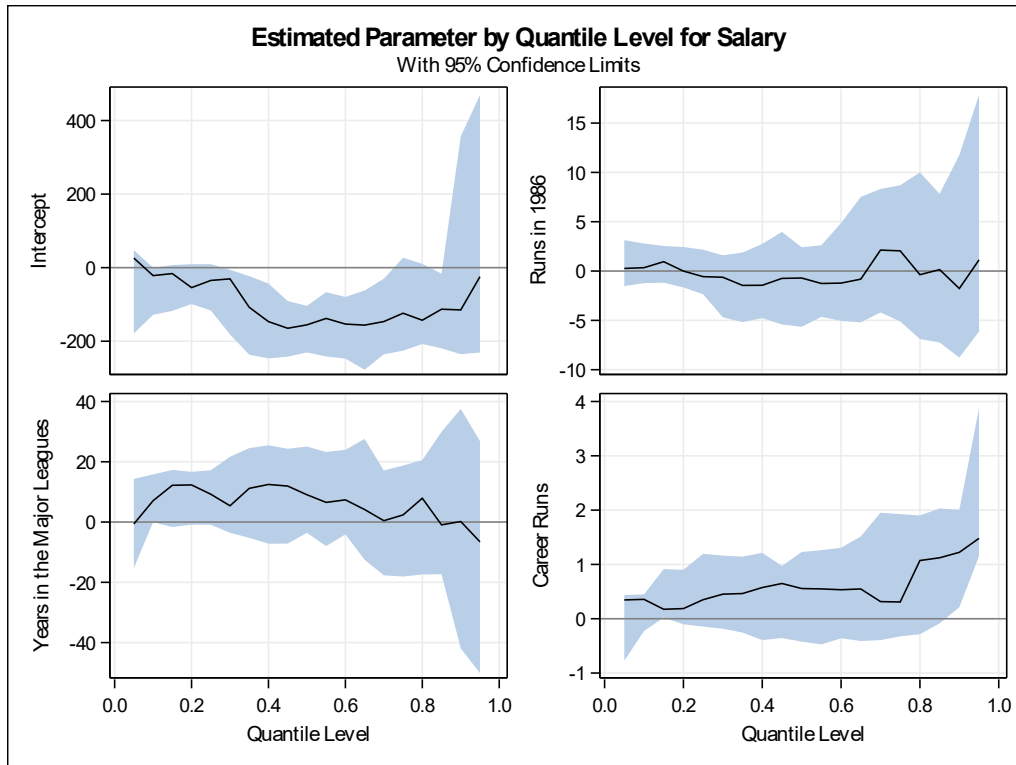 Estimated Parameter by Quantile Level for Salary
With 95% Confidence Limits
Intercept
400
200
0
-200
Runs in 1986
15
10
5
0
-5
-10
Years in the Major Leagues
40
20
0
-20
-40
0.0 0.2 0.4 0.6 0.8 1.0
Quantile Level
Career Runs
4
3
2
1
0
-1
0.0 0.2 0.4 0.6 0.8 1.0
Quantile Level